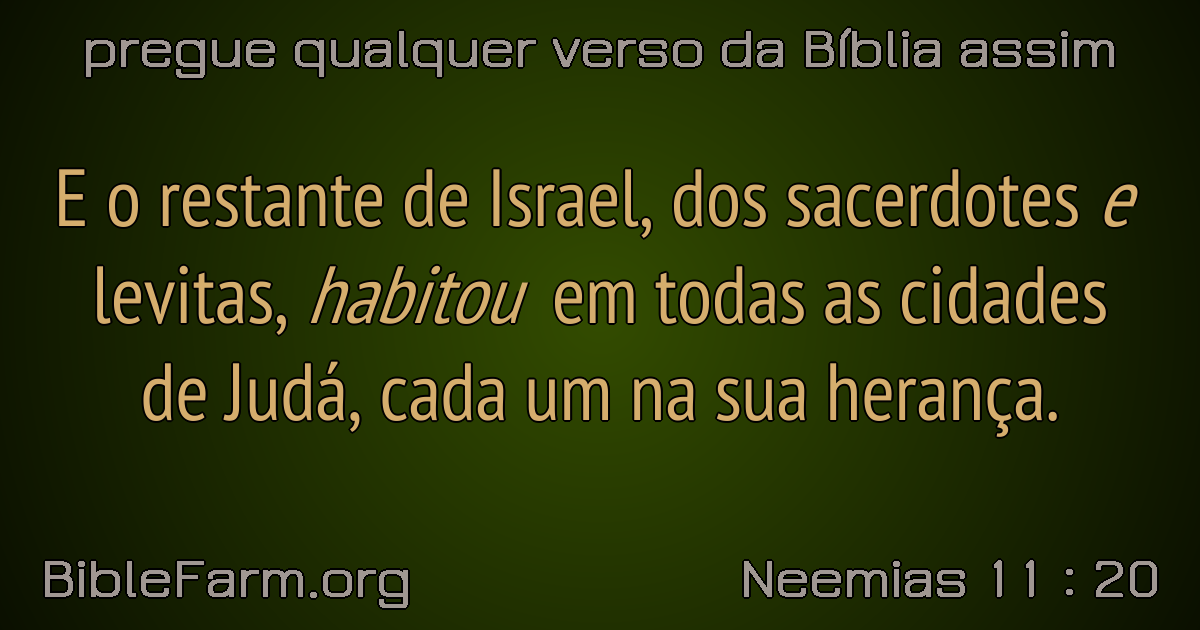 pregue qualquer verso da Bíblia assim
E o restante de Israel, dos sacerdotes e
levitas, habitou em todas as cidades
de Judá, cada um na sua herança.
BibleFarm.org
Neemias 11 : 20